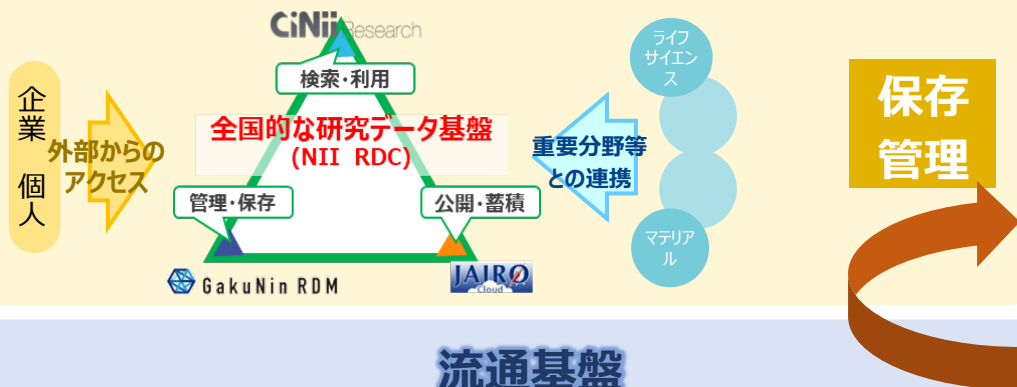 CiNii Research
検索・利用
全国的な研究データ基盤
(NII RDC)
管理・保存
公開・蓄積
GakuNin RDM
JAIRO
Cloud
企業 個人
外部からの
アクセス
重要分野等
との連携
ライフ
サイエン
ス
マテリア
ル
保存
管理
流通基盤